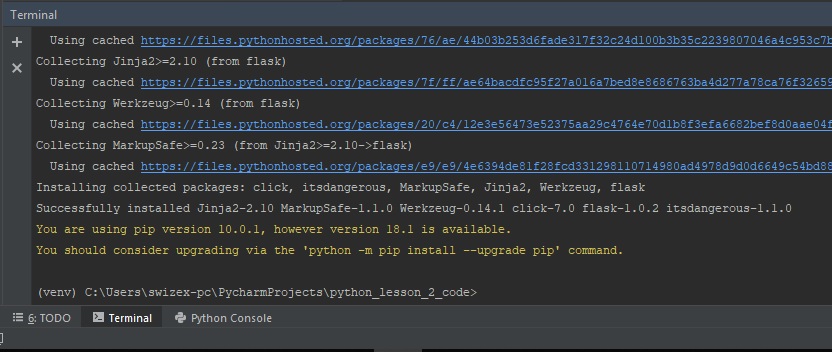 Terminal
Using cached https://files.pythonhosted.org/packages/76/ae/44b03b253d6fade317f32c24d100b3b35c2239807046a4c953c7b
Collecting Jinja2>=2.10 (from flask)
Using cached https://files.pythonhosted.org/packages/7f/ff/ae64bacdfc95f27a016a7bed8e8686763ba4d277a78ca76f32659
Collecting Werkzeug>=0.14 (from flask)
Using cached https://files.pythonhosted.org/packages/20/c4/12e3e56473e52375aa29c4764e70d1b8f3efa6682bef8d0aae04f
Collecting MarkupSafe>=0.23 (from Jinja2>=2.10->flask)
Using cached https://files.pythonhosted.org/packages/e9/e9/4e6394de81f28fcd331298110714980ad4978d9d0d6649c54bd88
Installing collected packages: click, itsdangerous, MarkupSafe, Jinja2, Werkzeug, flask
Successfully installed Jinja2-2.10 MarkupSafe-1.1.0 Werkzeug-0.14.1 click-7.0 flask-1.0.2 itsdangerous-1.1.0
You are using pip version 10.0.1, however version 18.1 is available.
You should consider upgrading via the 'python -m pip install --upgrade pip' command.
(venv) C:\Users\swizex-pc\PycharmProjects\python_lesson_2_code>
6: TODO Terminal Python Console